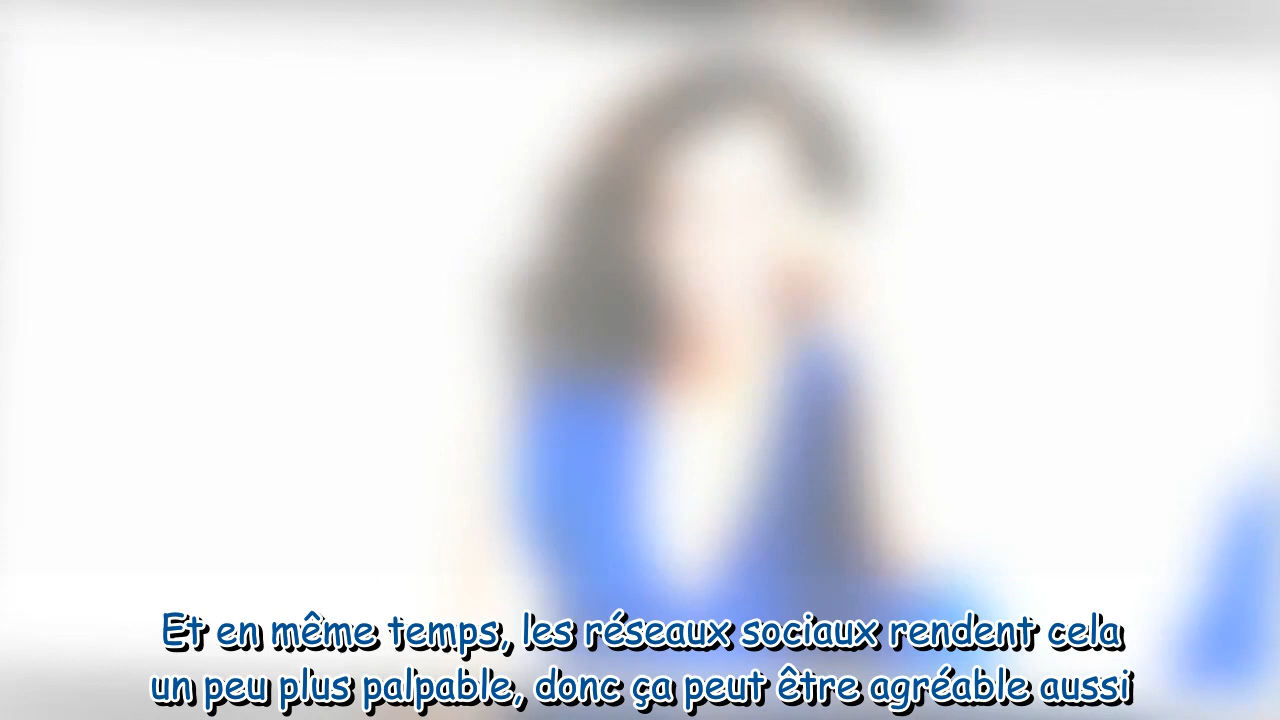 Et en même temps, les réseaux sociaux rendent cela
un peu plus palpable, donc ça peut être agréable aussi